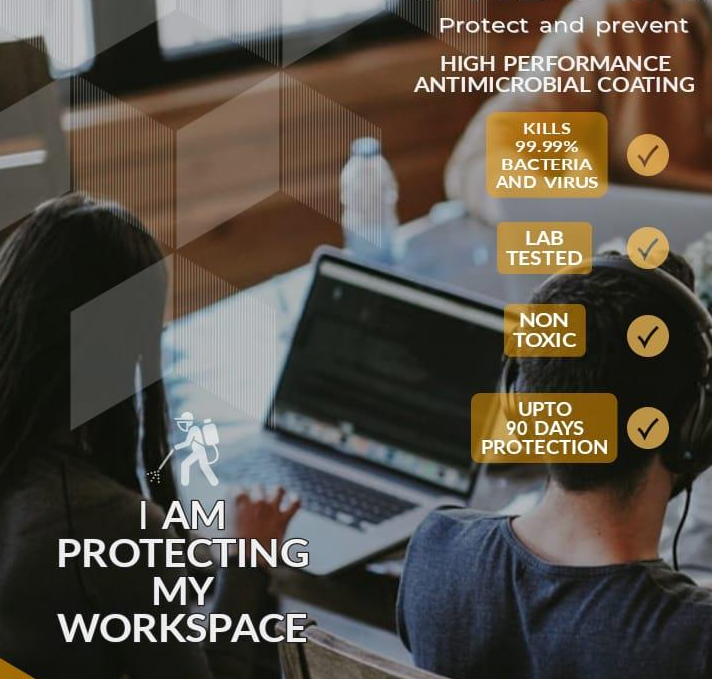 Protect and prevent
HIGH PERFORMANCE
ANTIMICROBIAL COATING
KILLS
99.99%
BACTERIA
AND VIRUS
LAB
TESTED
NON
TOXIC
UPTO
90 DAYS
PROTECTION
I AM
PROTECTING
MY
WORKSPACE